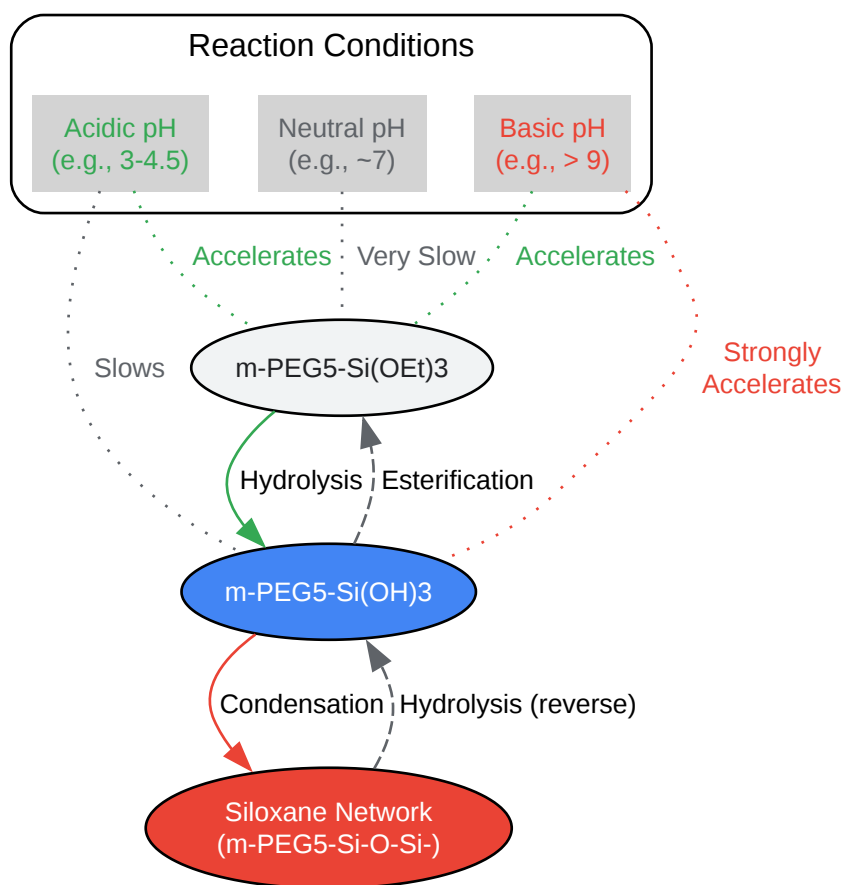 Reaction Conditions
Acidic pH
(e.g., 3-4.5)
Neutral pH
(e.g., ~7)
Basic pH
(e.g., > 9)
Accelerates
Very Slow
Accelerates
Slows
m-PEG5-Si(OEt)3
Strongly
Accelerates
Hydrolysis
Esterification
m-PEG5-Si(OH)3
Condensation
Hydrolysis (reverse)
Siloxane Network
(m-PEG5-Si-O-Si-)